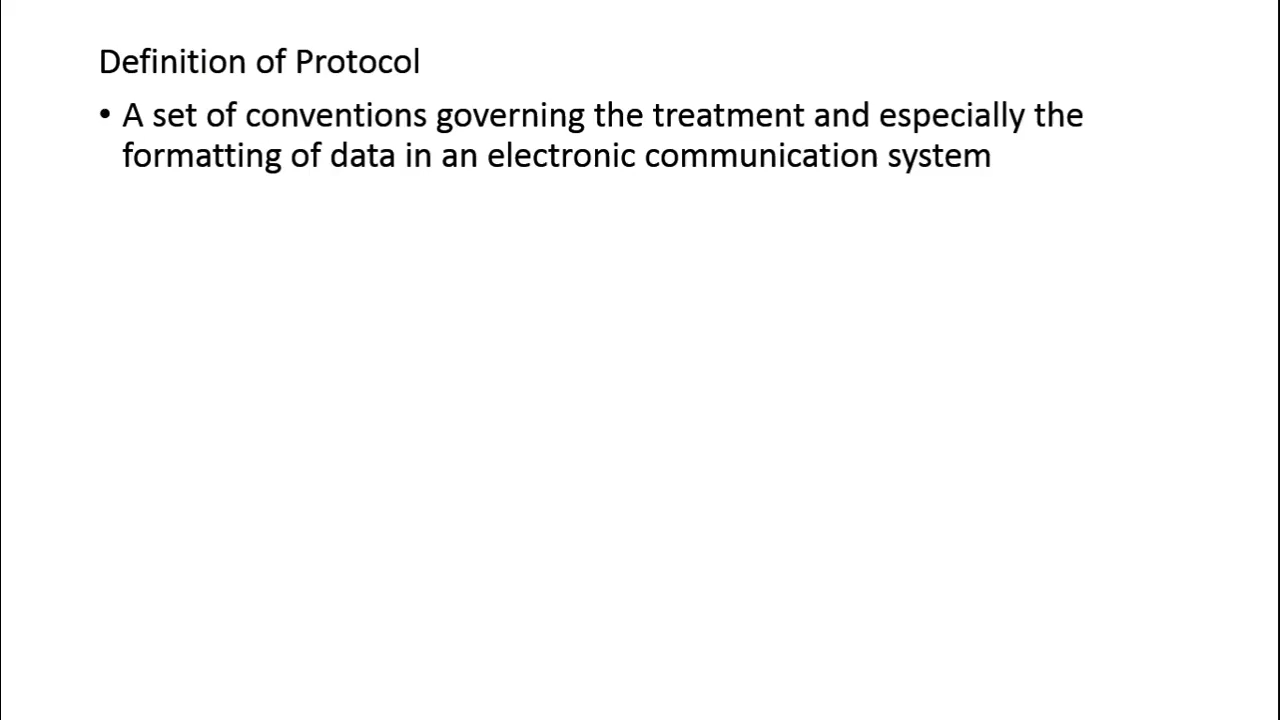 Definition of Protocol
• A set of conventions governing the treatment and especially the
formatting of data in an electronic communication system